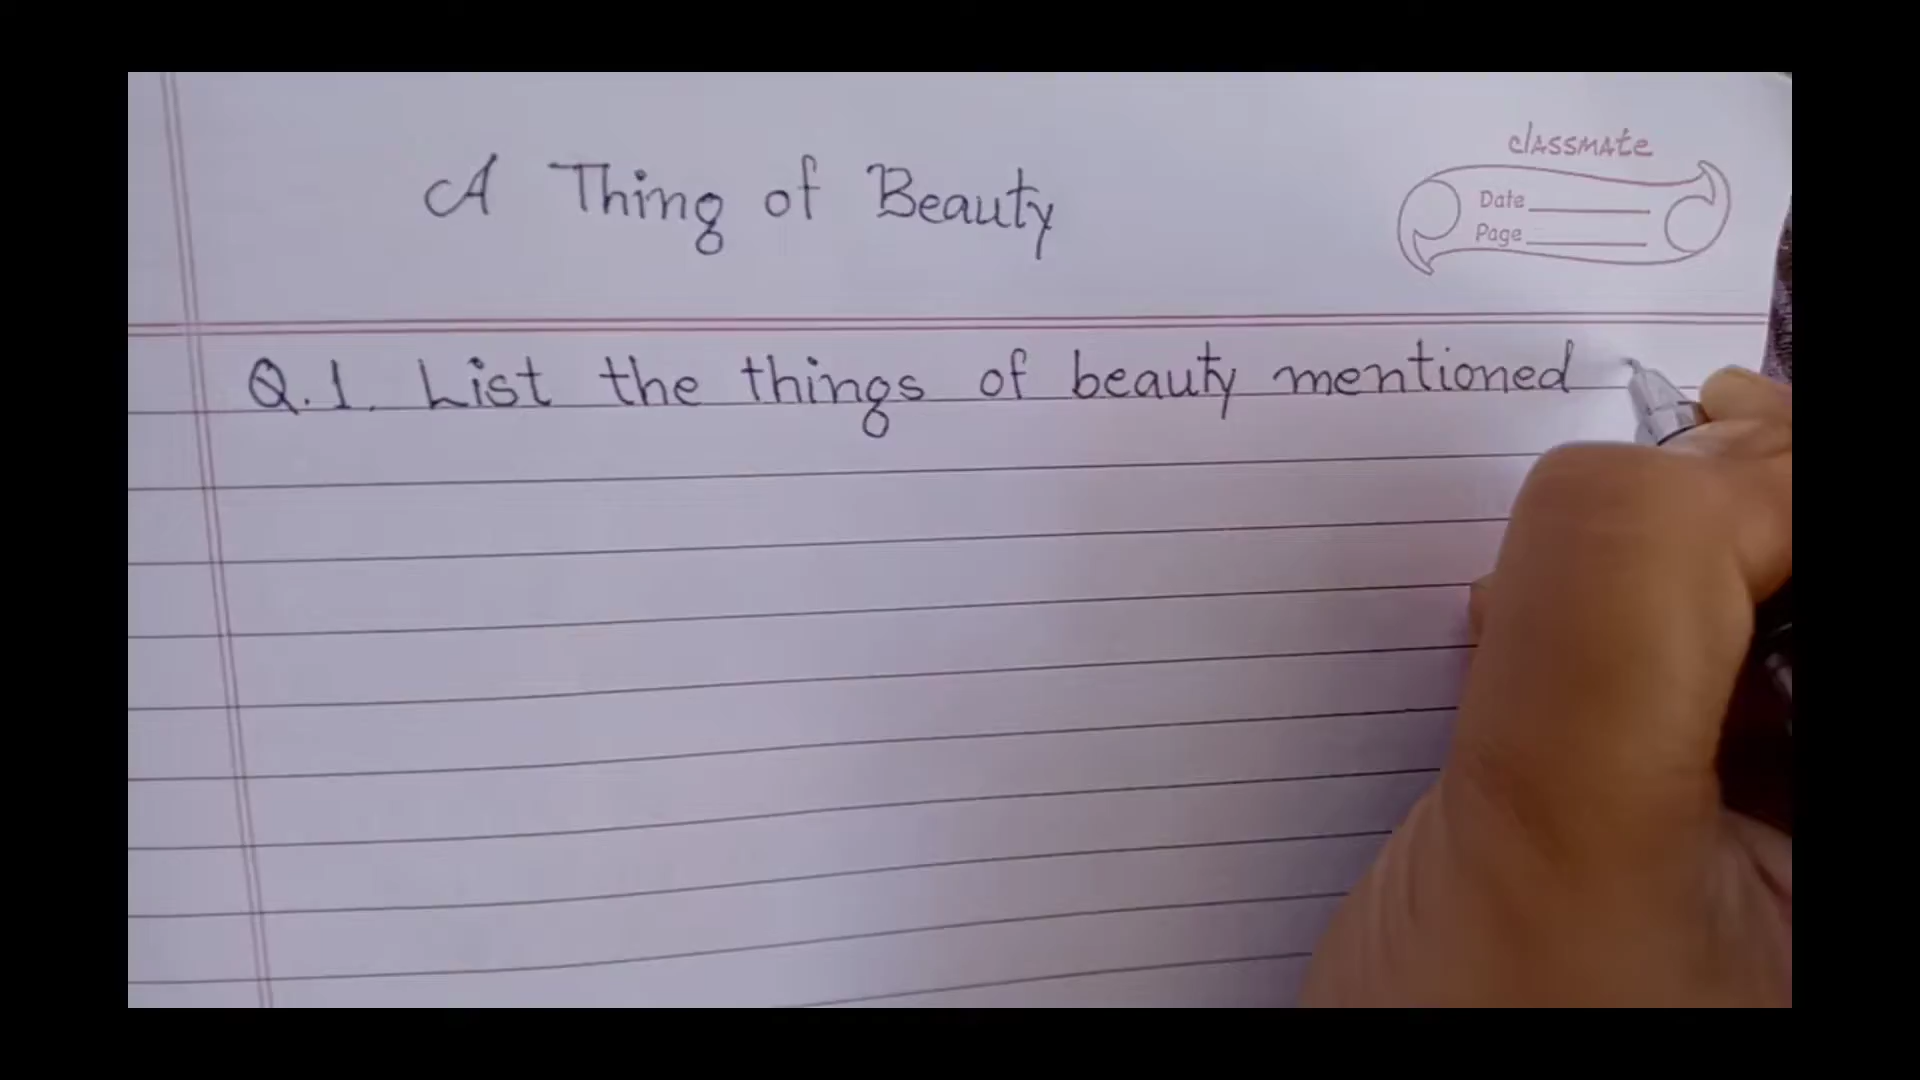 A Thing of Beauty
classmate
Date
Page
Q.1. List the things of beauty mentioned